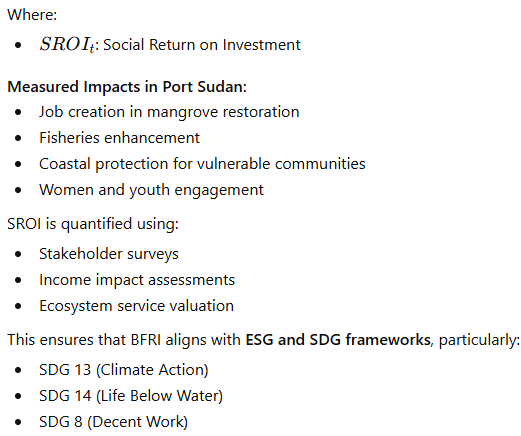 Where:
• SROIₜ: Social Return on Investment
Measured Impacts in Port Sudan:
• Job creation in mangrove restoration
• Fisheries enhancement
• Coastal protection for vulnerable communities
• Women and youth engagement
SROI is quantified using:
• Stakeholder surveys
• Income impact assessments
• Ecosystem service valuation
This ensures that BFRI aligns with ESG and SDG frameworks, particularly:
• SDG 13 (Climate Action)
• SDG 14 (Life Below Water)
• SDG 8 (Decent Work)